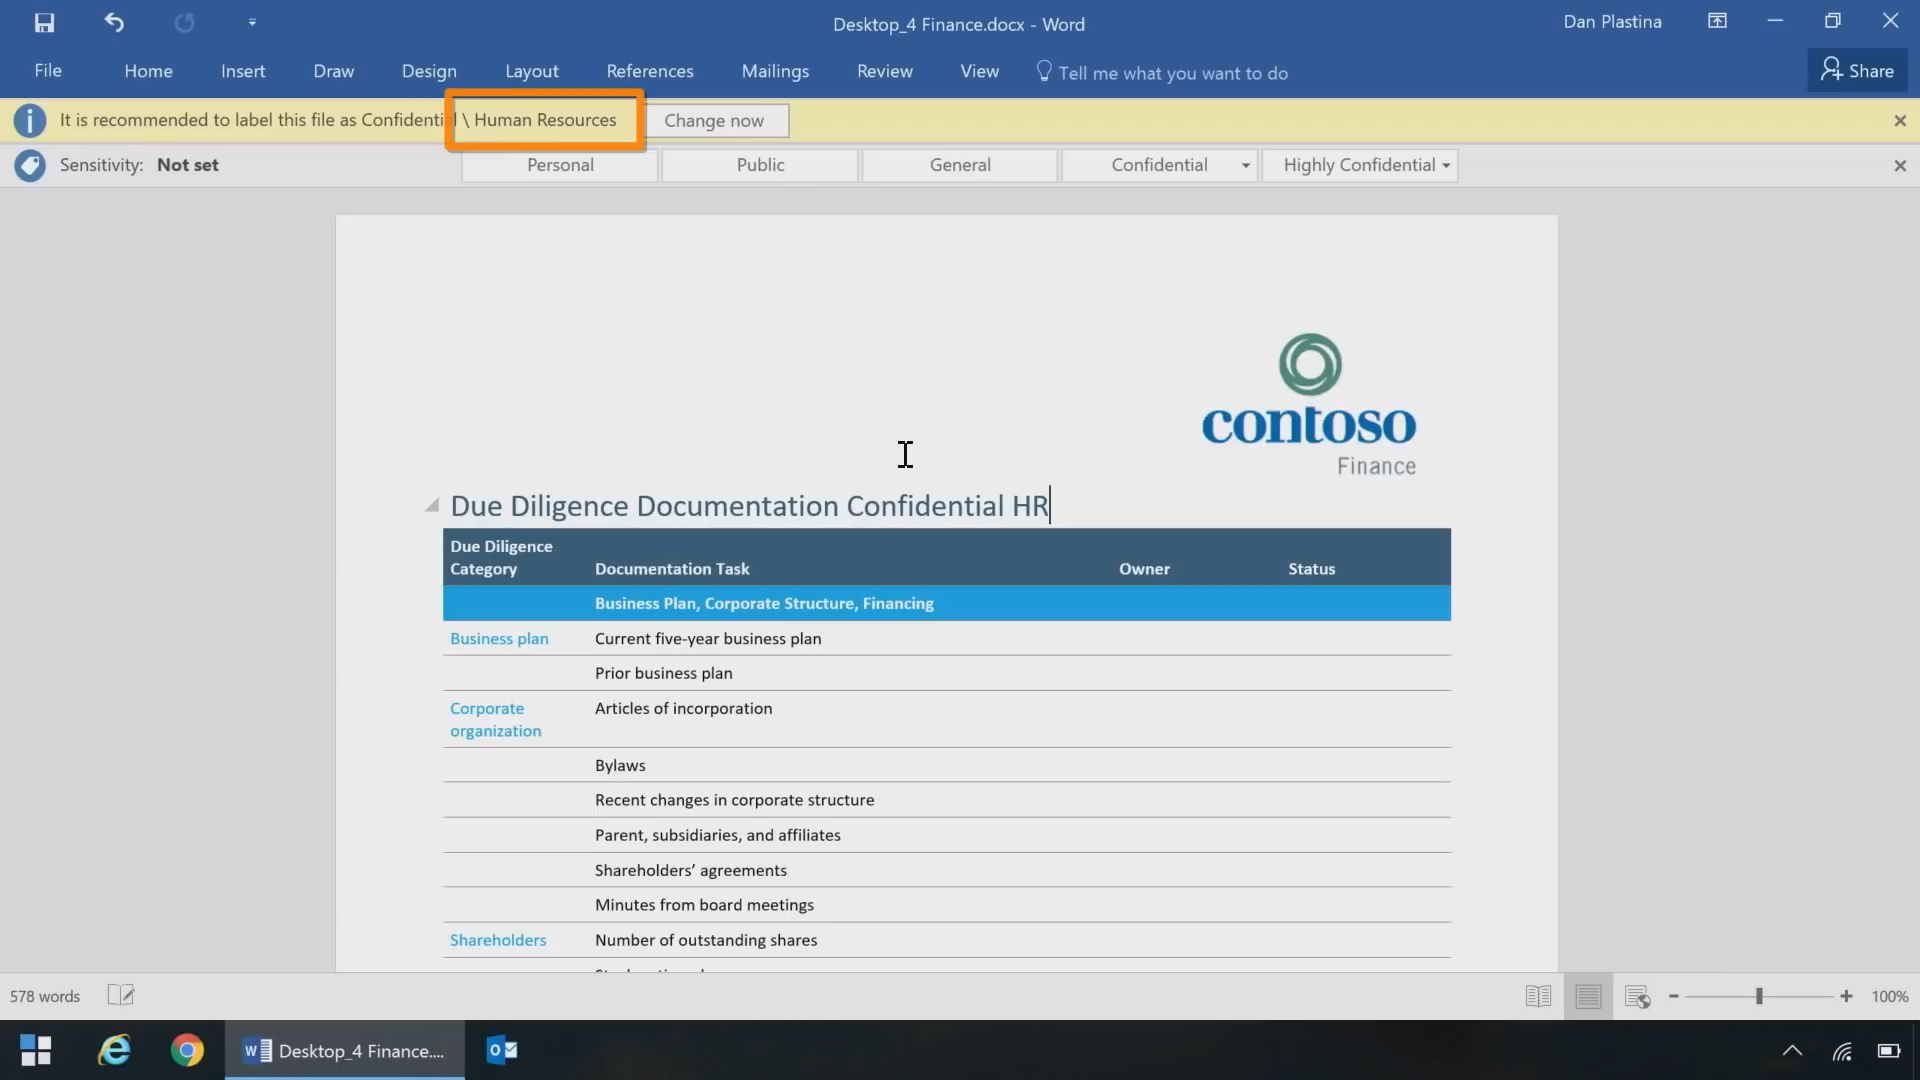 Desktop_4 Finance.docx - Word
Dan Plastina
File Home Insert Draw Design Layout References Mailings Review View Tell me what you want to do Share
It is recommended to label this file as Confidential \ Human Resources Change now
Sensitivity: Not set Personal Public General Confidential Highly Confidential
contoso
Finance
Due Diligence Documentation Confidential HR
Due Diligence
Category Documentation Task Owner Status
Business Plan, Corporate Structure, Financing
Business plan Current five-year business plan
Prior business plan
Corporate Articles of incorporation
organization
Bylaws
Recent changes in corporate structure
Parent, subsidiaries, and affiliates
Shareholders’ agreements
Minutes from board meetings
Shareholders Number of outstanding shares
578 words 100%
Desktop_4 Finance....